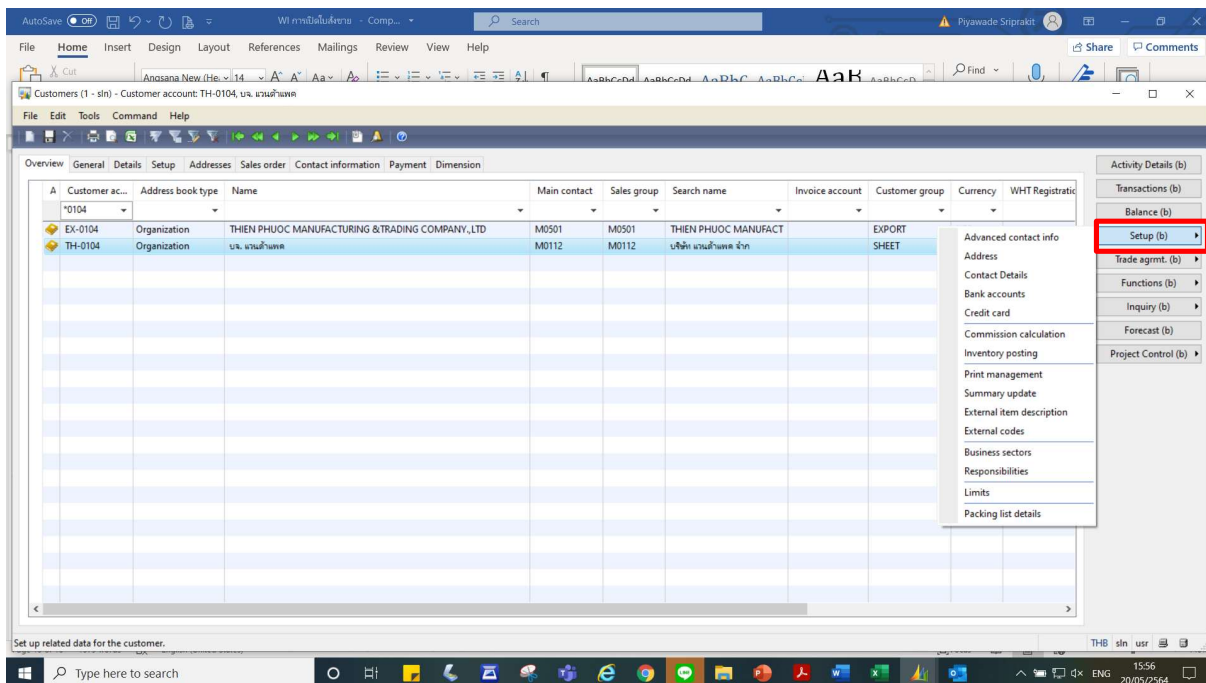 AutoSave Off WI การเปิดใบสั่งขาย - Comp... Search Piyawade Siriprakit
File Home Insert Design Layout References Mailings Review View Help Share Comments
Cut Angsana New (He 14 Aa Find
Customers (1 - sln) - Customer account: TH-0104, บจ. แวนด้าแพค
File Edit Tools Command Help
Overview General Details Setup Addresses Sales order Contact information Payment Dimension Activity Details (b)
A Customer ac... Address book type Name Main contact Sales group Search name Invoice account Customer group Currency WHT Registratic Transactions (b)
*0104 Balance (b)
EX-0104 Organization THIEN PHUOC MANUFACTURING &TRADING COMPANY.,LTD M0501 M0501 THIEN PHUOC MANUFACT EXPORT
TH-0104 Organization บจ. แวนด้าแพค M0112 M0112 บริษัท แวนด้าแพค จำก SHEET
Setup (b)
Trade agrmt. (b)
Functions (b)
Inquiry (b)
Forecast (b)
Project Control (b)
Advanced contact info
Address
Contact Details
Bank accounts
Credit card
Commission calculation
Inventory posting
Print management
Summary update
External item description
External codes
Business sectors
Responsibilities
Limits
Packing list details
Set up related data for the customer. THB sln usr
Type here to search ENG 15:56
20/05/2564